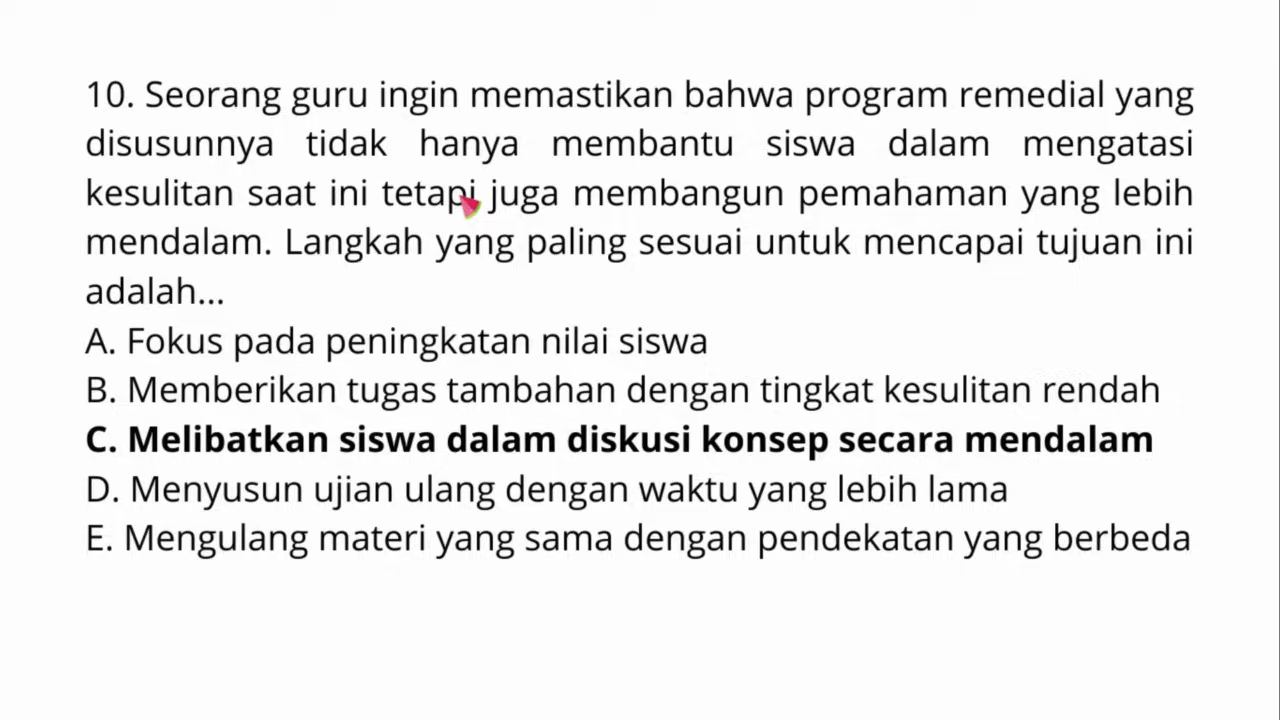 10. Seorang guru ingin memastikan bahwa program remedial yang
disusunnya tidak hanya membantu siswa dalam mengatasi
kesulitan saat ini tetapi juga membangun pemahaman yang lebih
mendalam. Langkah yang paling sesuai untuk mencapai tujuan ini
adalah...
A. Fokus pada peningkatan nilai siswa
B. Memberikan tugas tambahan dengan tingkat kesulitan rendah
C. Melibatkan siswa dalam diskusi konsep secara mendalam
D. Menyusun ujian ulang dengan waktu yang lebih lama
E. Mengulang materi yang sama dengan pendekatan yang berbeda